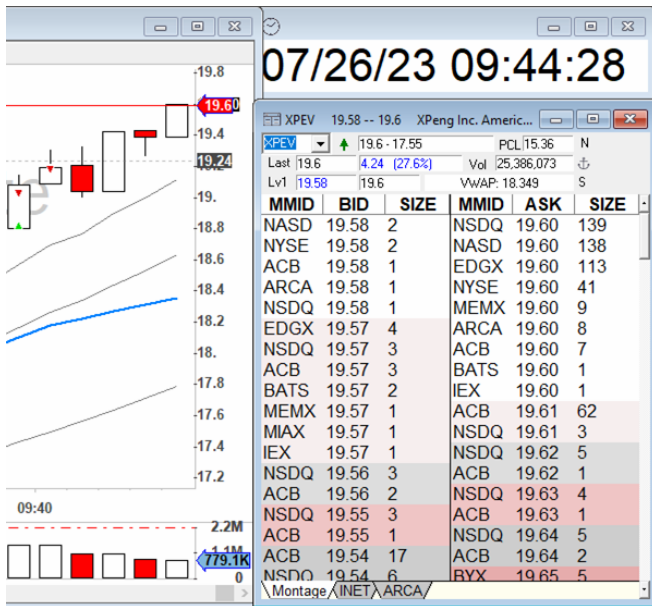 07/26/23 09:44:28
-19.8
19.60
-19.4
19.24
-19.
-18.8
-18.6
-18.4
-18.2
-18.
-17.8
-17.6
-17.4
-17.2
09:40
2.2M
1.1M
779.1K
0
XPEV 19.58 -- 19.6 XPeng Inc. Americ...
XPEV 19.6 - 17.55 PCL 15.36 N
Last 19.6 4.24 (27.6%) Vol 25,386,073
Lv1 19.58 19.6 VWAP: 18.349 S
MMID BID SIZE MMID ASK SIZE
NASD 19.58 2 NSDQ 19.60 139
NYSE 19.58 2 NASD 19.60 138
ACB 19.58 1 EDGX 19.60 113
ARCA 19.58 1 NYSE 19.60 41
NSDQ 19.58 1 MEMX 19.60 9
EDGX 19.57 4 ARCA 19.60 8
NSDQ 19.57 3 ACB 19.60 7
ACB 19.57 3 BATS 19.60 1
BATS 19.57 2 IEX 19.60 1
MEMX 19.57 1 ACB 19.61 62
MIAX 19.57 1 NSDQ 19.61 3
IEX 19.57 1 NSDQ 19.62 5
NSDQ 19.56 3 ACB 19.62 1
ACB 19.56 2 NSDQ 19.63 4
NSDQ 19.55 3 ACB 19.63 1
ACB 19.55 1 NSDQ 19.64 5
ACB 19.54 17 ACB 19.64 2
NSDQ 19.54 6 BYX 19.65 5
Montage INET ARCA